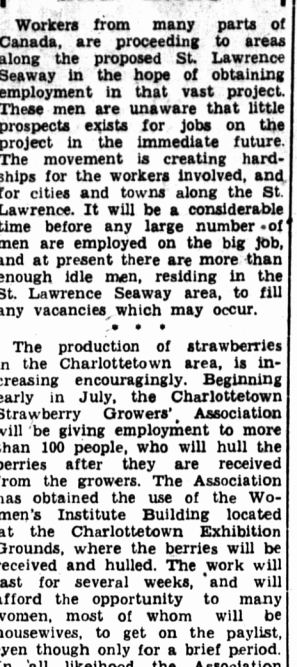 Workers from many parts of
Canada, are proceeding to areas
along the proposed St. Lawrence
Seaway in the hope of obtaining
employment in that vast project.
These men are unaware that little
prospects exists for jobs on the
project in the immediate future.
The movement is creating hard-
ships for the workers involved, and
for cities and towns along the St.
Lawrence. It will be a considerable
time before any large number of
men are employed on the big job,
and at present there are more than
enough idle men, residing in the
St. Lawrence Seaway area, to fill
any vacancies which may occur.
* * *
The production of strawberries
in the Charlottetown area, is in-
creasing encouragingly. Beginning
early in July, the Charlottetown
Strawberry Growers' Association
will be giving employment to more
than 100 people, who will hull the
berries after they are received
from the growers. The Association
has obtained the use of the Wo-
men's Institute Building located
at the Charlottetown Exhibition
Grounds, where the berries will be
received and hulled. The work will
last for several weeks, and will
afford the opportunity to many
women, most of whom will be
housewives, to get on the paylist,
even though only for a brief period.
In all likeihood the Association